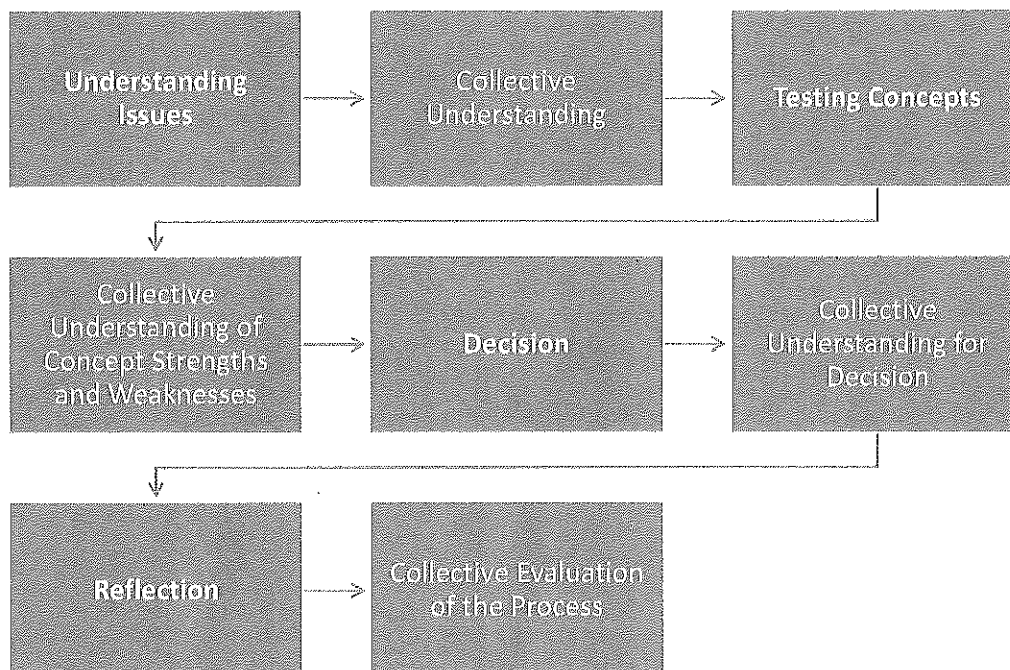 Understanding
Issues
Collective
Understanding
Testing Concepts
Collective
Understanding of
Concept Strengths
and Weaknesses
Decision
Collective
Understanding for
Decision
Reflection
Collective Evaluation
of the Process